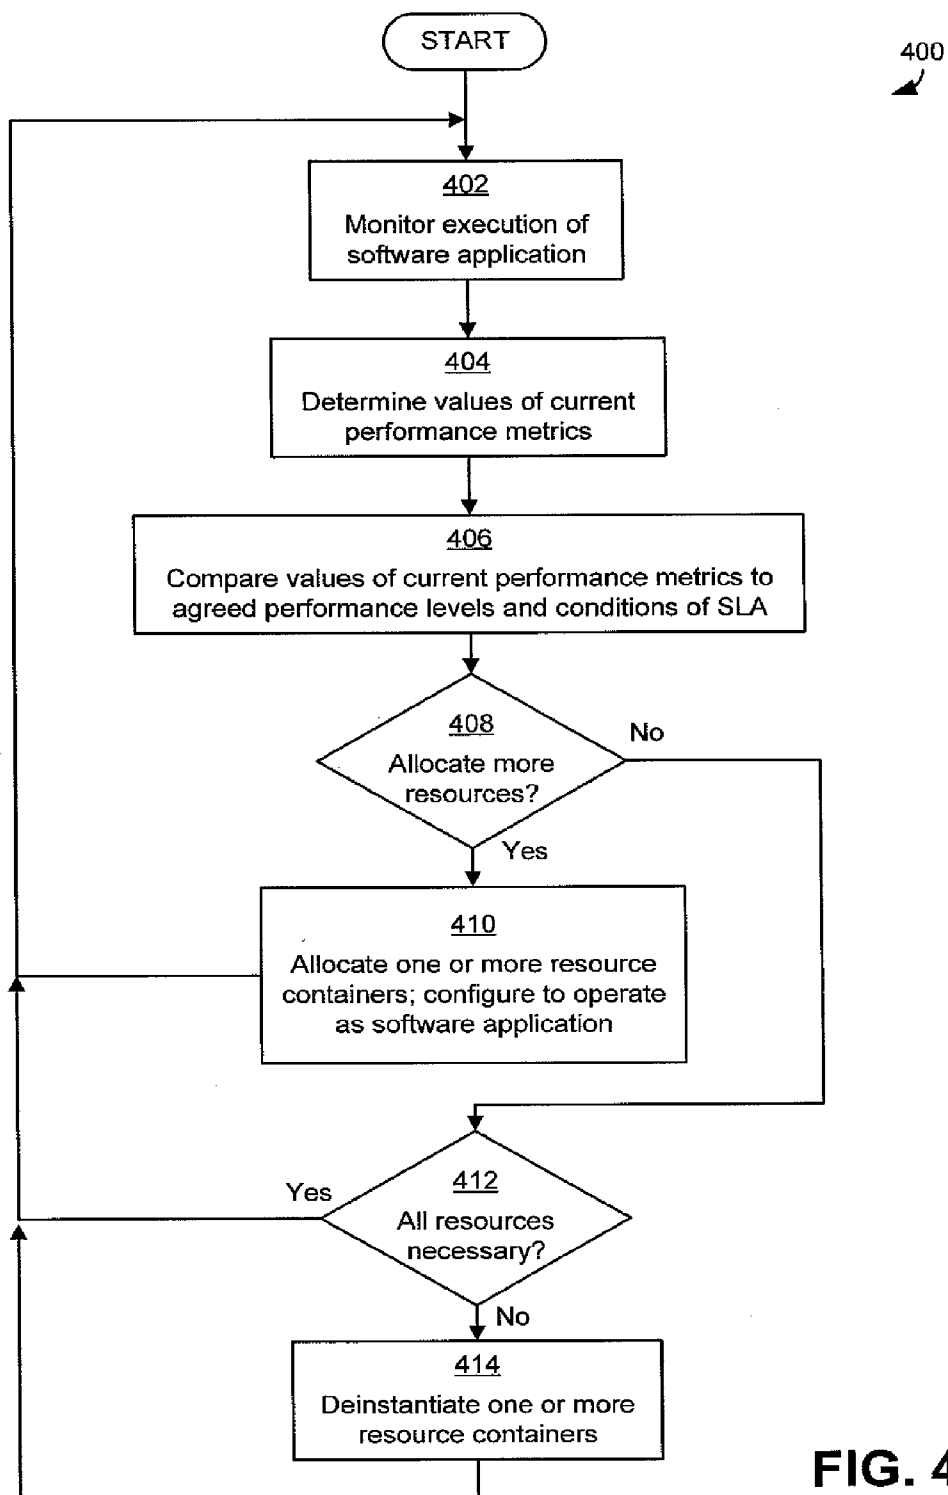 START
400
402
Monitor execution of
software application
404
Determine values of current
performance metrics
406
Compare values of current performance metrics to
agreed performance levels and conditions of SLA
408
Allocate more
resources?
No
Yes
410
Allocate one or more resource
containers; configure to operate
as software application
412
All resources
necessary?
Yes
No
414
Deinstantiate one or more
resource containers
FIG. 4